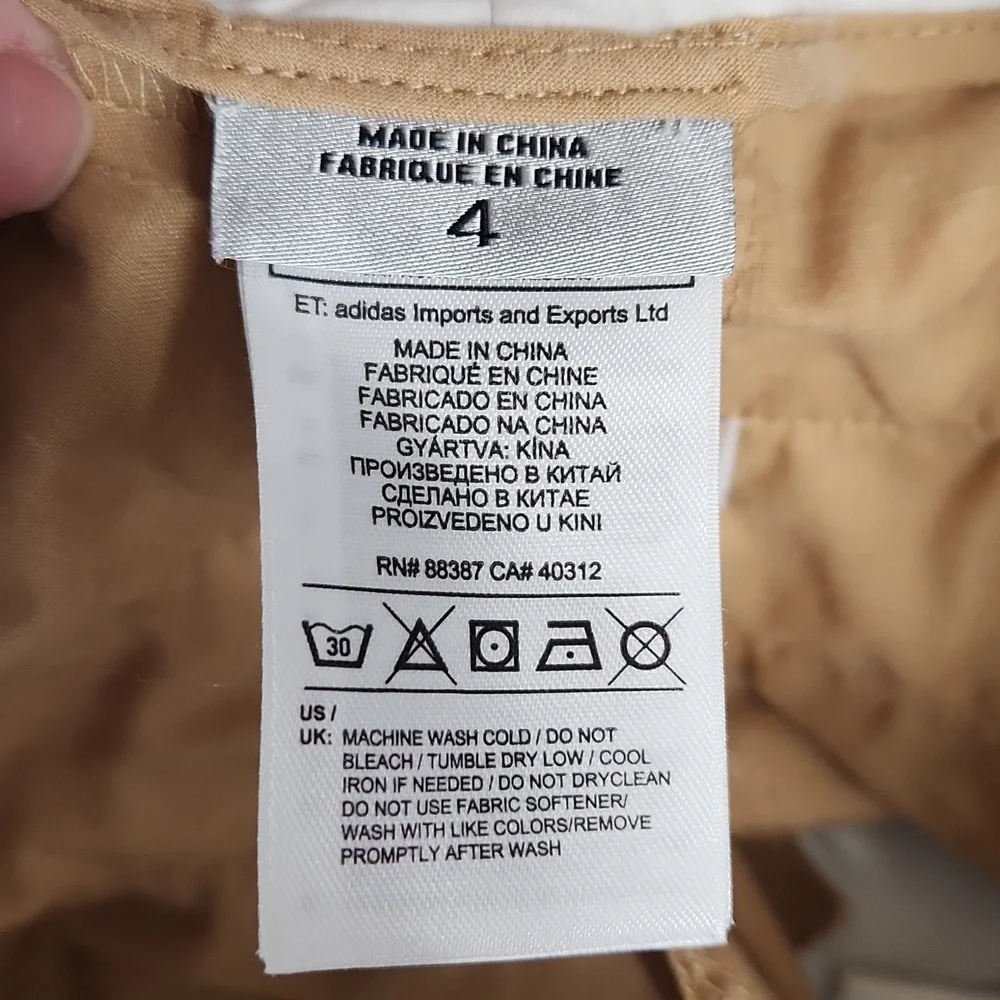 MADE IN CHINA
FABRIQUE EN CHINE
4
ET: adidas Imports and Exports Ltd
MADE IN CHINA
FABRIQUÉ EN CHINE
FABRICADO EN CHINA
FABRICADO NA CHINA
GYÁRTVA: KÍNA
ПРОИЗВЕДЕНО В КИТАЙ
СДЕЛАНО В КИТАЕ
PROIZVEDENO U KINI
RN# 88387 CA# 40312
30
US /
UK: MACHINE WASH COLD / DO NOT
BLEACH / TUMBLE DRY LOW / COOL
IRON IF NEEDED / DO NOT DRYCLEAN
DO NOT USE FABRIC SOFTENER/
WASH WITH LIKE COLORS/REMOVE
PROMPTLY AFTER WASH